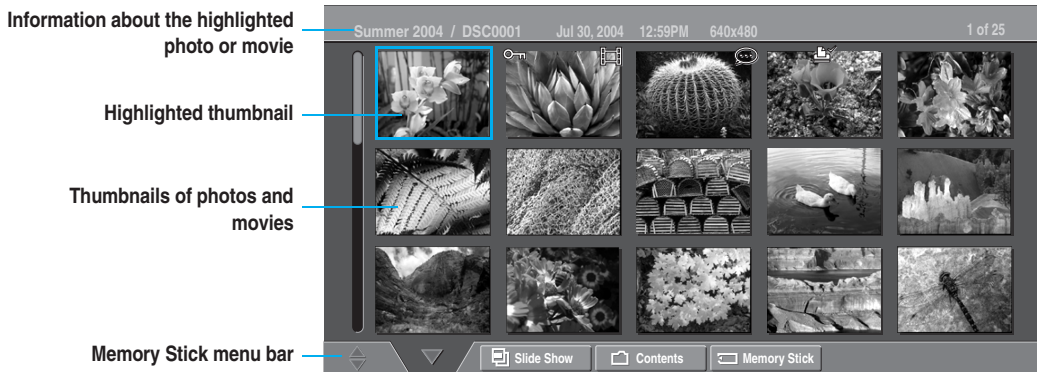 Information about the highlighted
photo or movie
Summer 2004 / DSC0001 Jul 30, 2004 12:59PM 640x480 1 of 25
Highlighted thumbnail
Thumbnails of photos and
movies
Memory Stick menu bar
Slide Show Contents Memory Stick